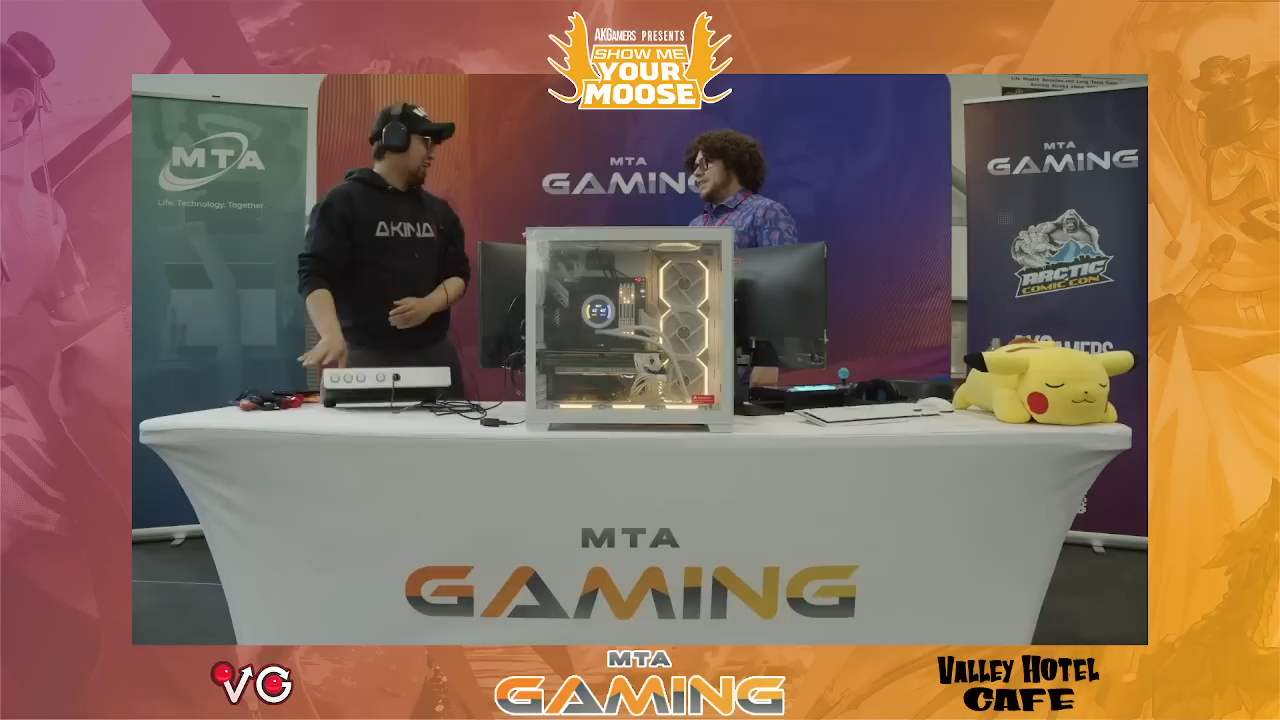 AKGAMERS PRESENTS
SHOW ME
YOUR
MOOSE
MTA
Life. Technology. Together.
AKINA
MTA
GAMING
MTA
GAMING
ARCTIC
COMIC CON
AKGAMERS
MTA
GAMING
VG
MTA
GAMING
VALLEY HOTEL
CAFE